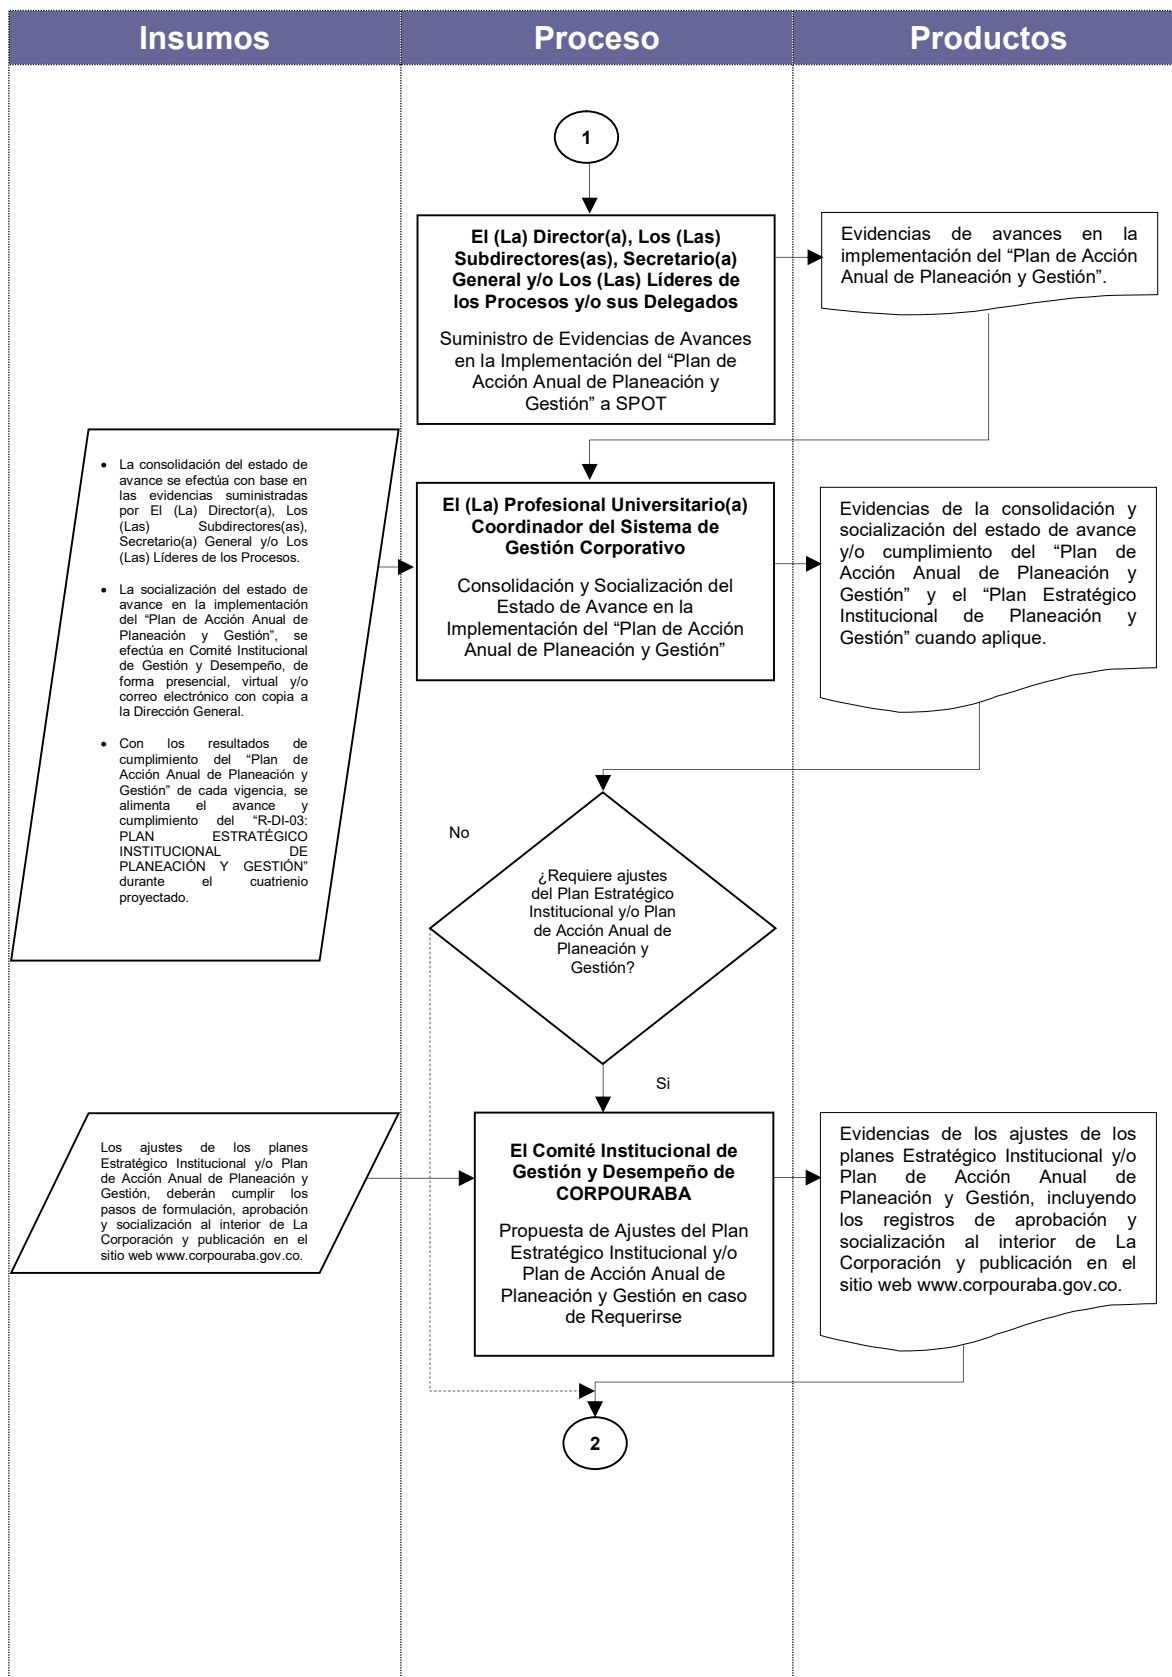 Insumos
Proceso
Productos
1
El (La) Director(a), Los (Las)
Subdirectores(as), Secretario(a)
General y/o Los (Las) Líderes de
los Procesos y/o sus Delegados
Suministro de Evidencias de Avances
en la Implementación del “Plan de
Acción Anual de Planeación y
Gestión” a SPOT
Evidencias de avances en la
implementación del “Plan de Acción
Anual de Planeación y Gestión”.
• La consolidación del estado de
avance se efectúa con base en
las evidencias suministradas
por El (La) Director(a), Los
(Las) Subdirectores(as),
Secretario(a) General y/o Los
(Las) Líderes de los Procesos.
• La socialización del estado de
avance en la implementación
del “Plan de Acción Anual de
Planeación y Gestión”, se
efectúa en Comité Institucional
de Gestión y Desempeño, de
forma presencial, virtual y/o
correo electrónico con copia a
la Dirección General.
• Con los resultados de
cumplimiento del “Plan de
Acción Anual de Planeación y
Gestión” de cada vigencia, se
alimenta el avance y
cumplimiento del “R-DI-03:
PLAN ESTRATÉGICO
INSTITUCIONAL DE
PLANEACIÓN Y GESTIÓN”
durante el cuatrienio
proyectado.
El (La) Profesional Universitario(a)
Coordinador del Sistema de
Gestión Corporativo
Consolidación y Socialización del
Estado de Avance en la
Implementación del “Plan de Acción
Anual de Planeación y Gestión”
Evidencias de la consolidación y
socialización del estado de avance
y/o cumplimiento del “Plan de
Acción Anual de Planeación y
Gestión” y el “Plan Estratégico
Institucional de Planeación y
Gestión” cuando aplique.
No
¿Requiere ajustes
del Plan Estratégico
Institucional y/o Plan
de Acción Anual de
Planeación y
Gestión?
Si
Los ajustes de los planes
Estratégico Institucional y/o Plan
de Acción Anual de Planeación y
Gestión, deberán cumplir los
pasos de formulación, aprobación
y socialización al interior de La
Corporación y publicación en el
sitio web www.corpouraba.gov.co.
El Comité Institucional de
Gestión y Desempeño de
CORPOURABA
Propuesta de Ajustes del Plan
Estratégico Institucional y/o
Plan de Acción Anual de
Planeación y Gestión en caso
de Requerirse
Evidencias de los ajustes de los
planes Estratégico Institucional y/o
Plan de Acción Anual de
Planeación y Gestión, incluyendo
los registros de aprobación y
socialización al interior de La
Corporación y publicación en el
sitio web www.corpouraba.gov.co.
2